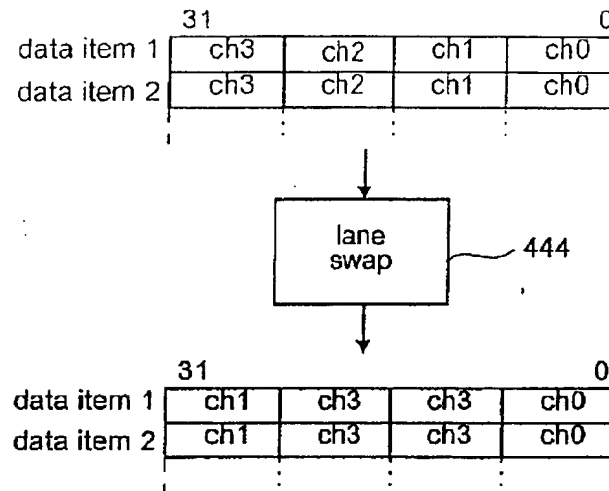 31 0
data item 1 ch3 ch2 ch1 ch0
data item 2 ch3 ch2 ch1 ch0
lane
swap
444
31 0
data item 1 ch1 ch3 ch3 ch0
data item 2 ch1 ch3 ch3 ch0